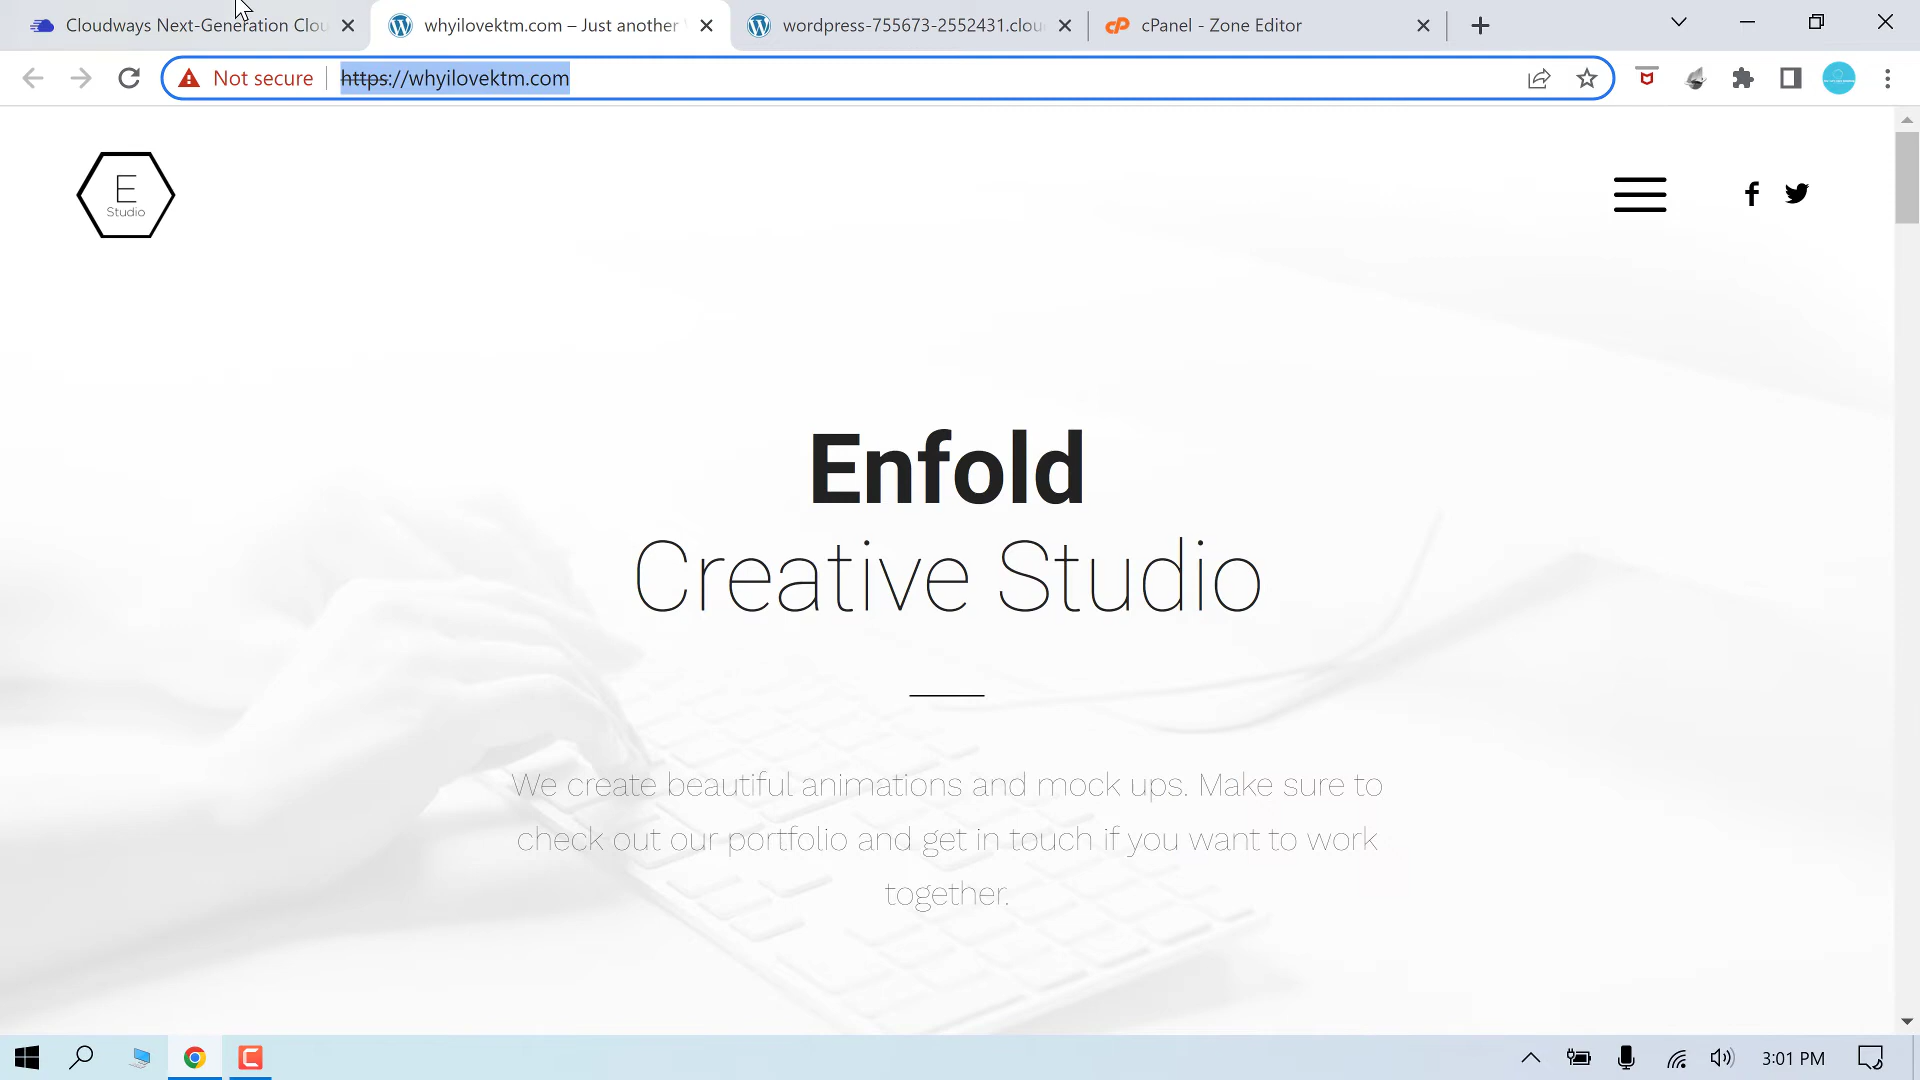 Cloudways Next-Generation Clou
whyilovektm.com – Just another
wordpress-755673-2552431.clou
cPanel - Zone Editor
Not secure
https://whyilovektm.com
E
Studio
Enfold
Creative Studio
We create beautiful animations and mock ups. Make sure to
check out our portfolio and get in touch if you want to work
together.
3:01 PM